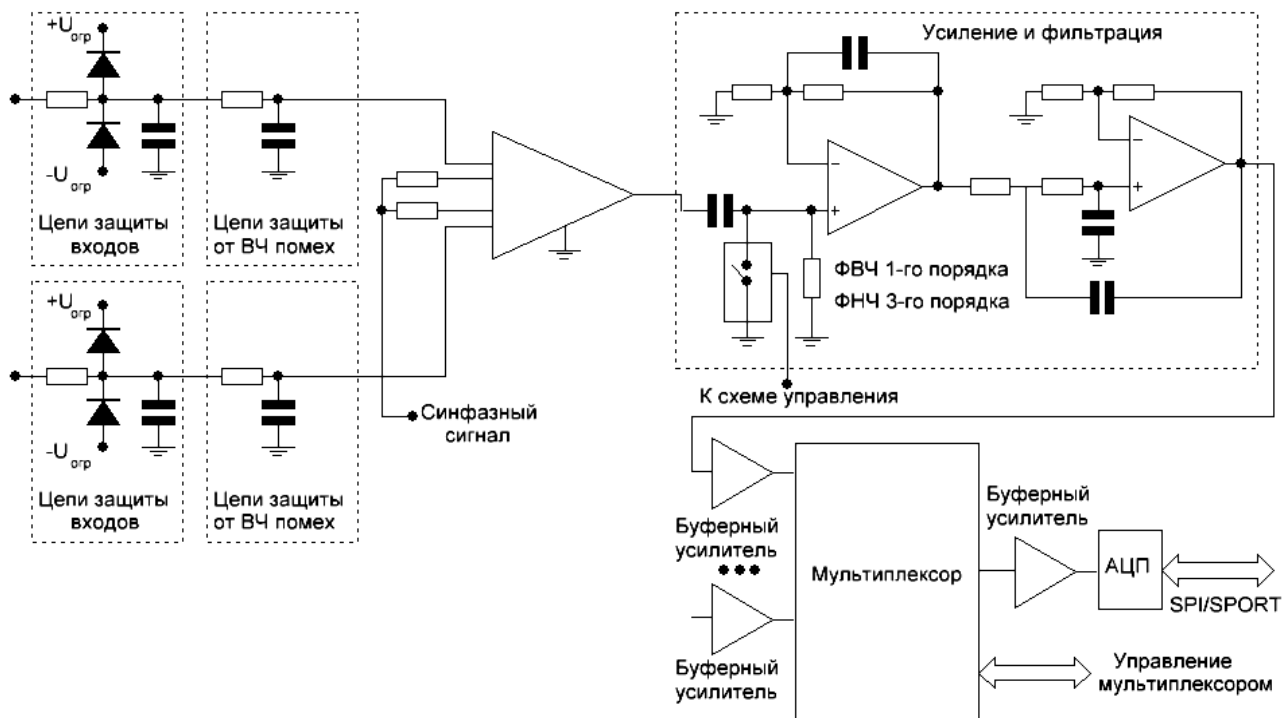 +Uогр
-Uогр
Цепи защиты
входов
Цепи защиты
от ВЧ помех
+Uогр
-Uогр
Цепи защиты
входов
Цепи защиты
от ВЧ помех
Синфазный
сигнал
Усиление и фильтрация
−
+
−
+
ФВЧ 1-го порядка
ФНЧ 3-го порядка
К схеме управления
Буферный
усилитель
Буферный
усилитель
Мультиплексор
Буферный
усилитель
АЦП
SPI/SPORT
Управление
мультиплексором